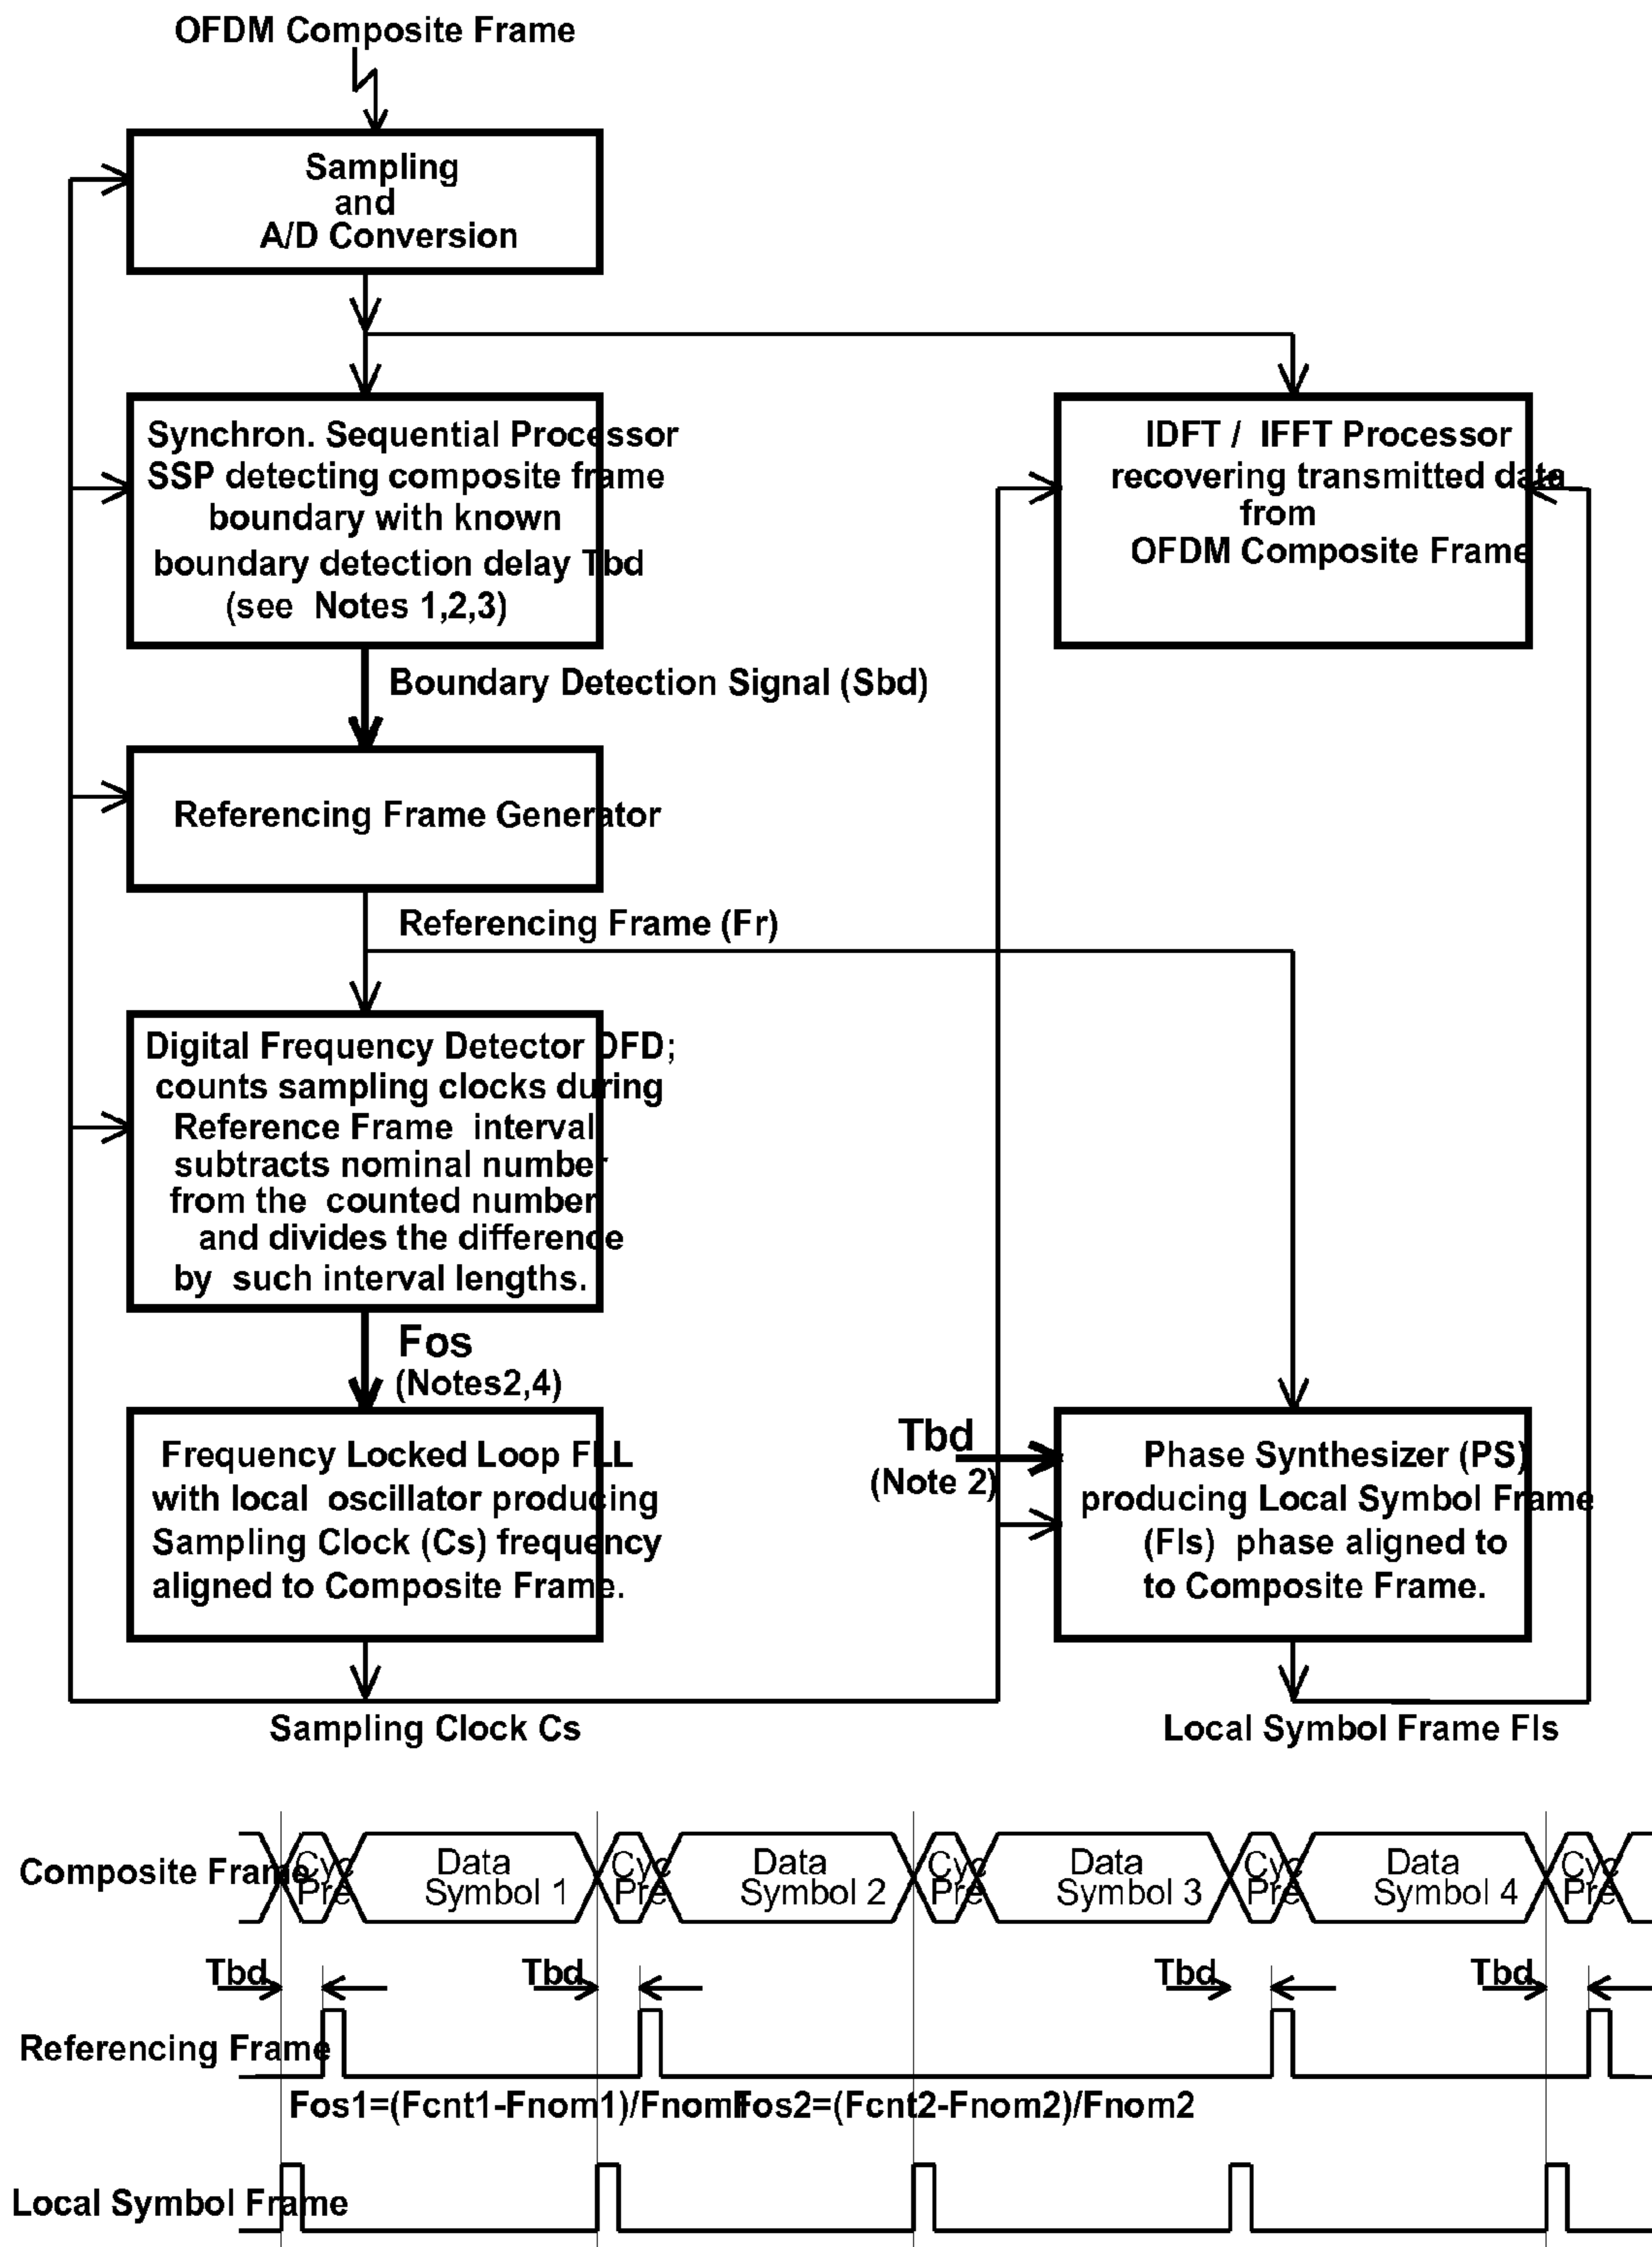 OFDM Composite Frame
Sampling
and
A/D Conversion
Synchron. Sequential Processor
SSP detecting composite frame
boundary with known
boundary detection delay Tbd
(see Notes 1,2,3)
IDFT / IFFT Processor
recovering transmitted data
from
OFDM Composite Frame
Boundary Detection Signal (Sbd)
Referencing Frame Generator
Referencing Frame (Fr)
Digital Frequency Detector DFD;
counts sampling clocks during
Reference Frame interval
subtracts nominal number
from the counted number
and divides the difference
by such interval lengths.
Fos
(Notes2,4)
Frequency Locked Loop FLL
with local oscillator producing
Sampling Clock (Cs) frequency
aligned to Composite Frame.
Tbd
(Note 2)
Phase Synthesizer (PS)
producing Local Symbol Frame
(Fls) phase aligned to
to Composite Frame.
Sampling Clock Cs
Local Symbol Frame Fls
Composite Frame
Cyc
Pre
Data
Symbol 1
Cyc
Pre
Data
Symbol 2
Cyc
Pre
Data
Symbol 3
Cyc
Pre
Data
Symbol 4
Cyc
Pre
Tbd
Tbd
Tbd
Tbd
Referencing Frame
Fos1=(Fcnt1-Fnom1)/Fnom1
Fos2=(Fcnt2-Fnom2)/Fnom2
Local Symbol Frame